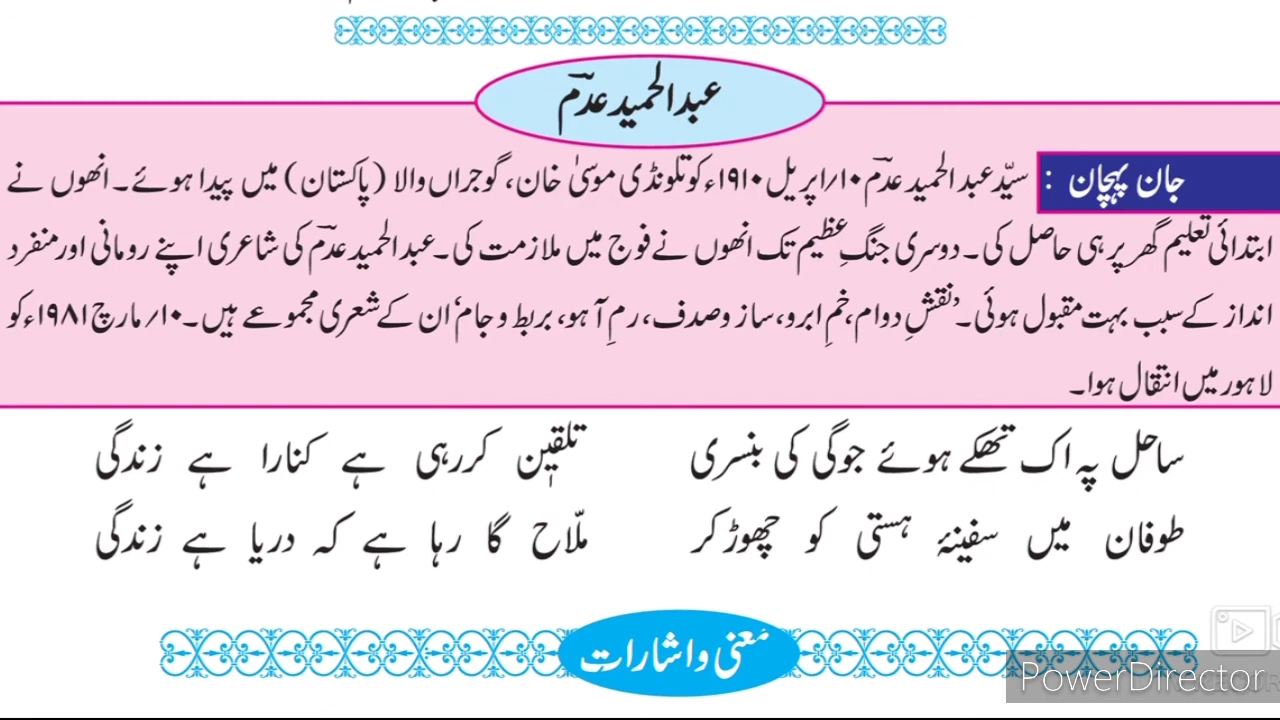 عبدالحمید عدمؔ
جان پہچان : سیّد عبدالحمید عدمؔ ۱۰؍اپریل ۱۹۱۰ء کو تلونڈی موسیٰ خان، گوجراں والا (پاکستان) میں پیدا ہوئے۔ انھوں نے
ابتدائی تعلیم گھر پر ہی حاصل کی۔ دوسری جنگِ عظیم تک انھوں نے فوج میں ملازمت کی۔ عبدالحمید عدمؔ کی شاعری اپنے رومانی اور منفرد
انداز کے سبب بہت مقبول ہوئی۔ ’نقشِ دوام، خمِ ابرو، ساز و صدف، رمِ آہو، بربط و جام‘ ان کے شعری مجموعے ہیں۔ ۱۰؍مارچ ۱۹۸۱ء کو
لاہور میں انتقال ہوا۔
ساحل پہ اک تھکے ہوئے جوگی کی بنسری تلقین کررہی ہے کنارا ہے زندگی
طوفان میں سفینۂ ہستی کو چھوڑ کر ملّاح گا رہا ہے کہ دریا ہے زندگی
معنی و اشارات
PowerDirector